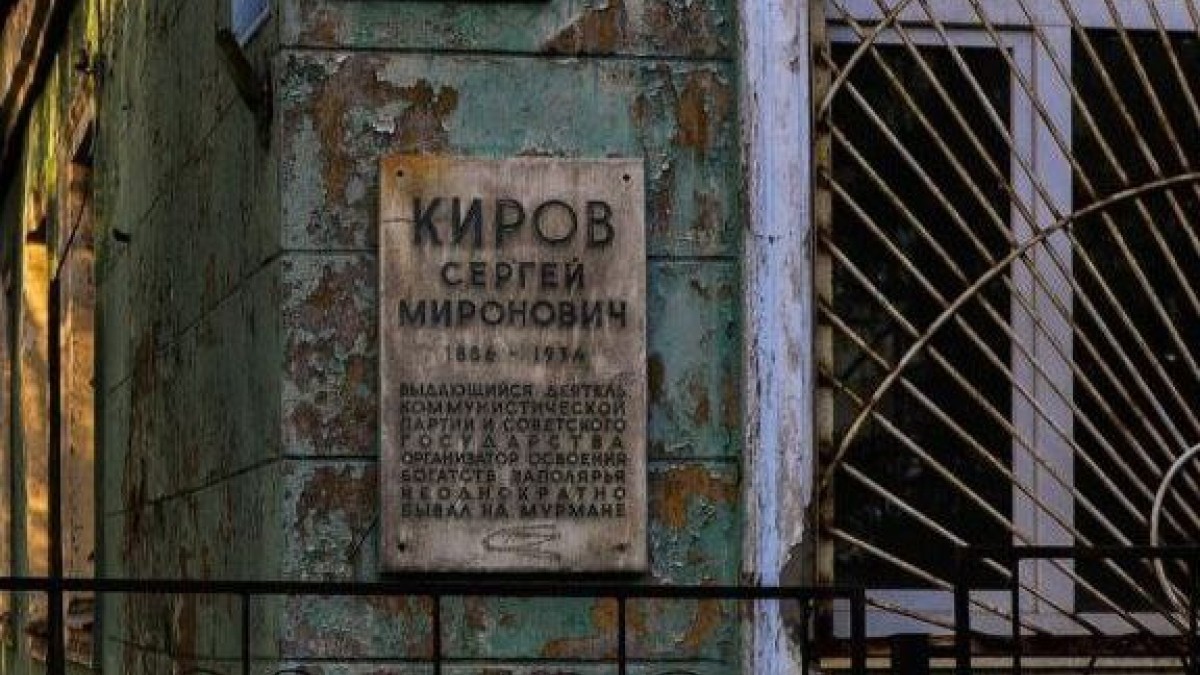 КИРОВ
СЕРГЕЙ
МИРОНОВИЧ
1886 - 1934
ВЫДАЮЩИЙСЯ ДЕЯТЕЛЬ
КОММУНИСТИЧЕСКОЙ
ПАРТИИ И СОВЕТСКОГО
ГОСУДАРСТВА
ОРГАНИЗАТОР ОСВОЕНИЯ
БОГАТСТВ ЗАПОЛЯРЬЯ
НЕОДНОКРАТНО
БЫВАЛ НА МУРМАНЕ